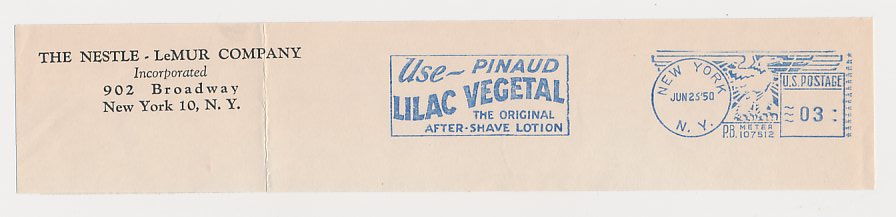 THE NESTLE - LeMUR COMPANY
Incorporated
902 Broadway
New York 10, N. Y.
Use~ PINAUD
LILAC VEGETAL
THE ORIGINAL
AFTER-SHAVE LOTION
NEW YORK
JUN 26'50
N. Y.
U.S. POSTAGE
03
P.B. METER
107512